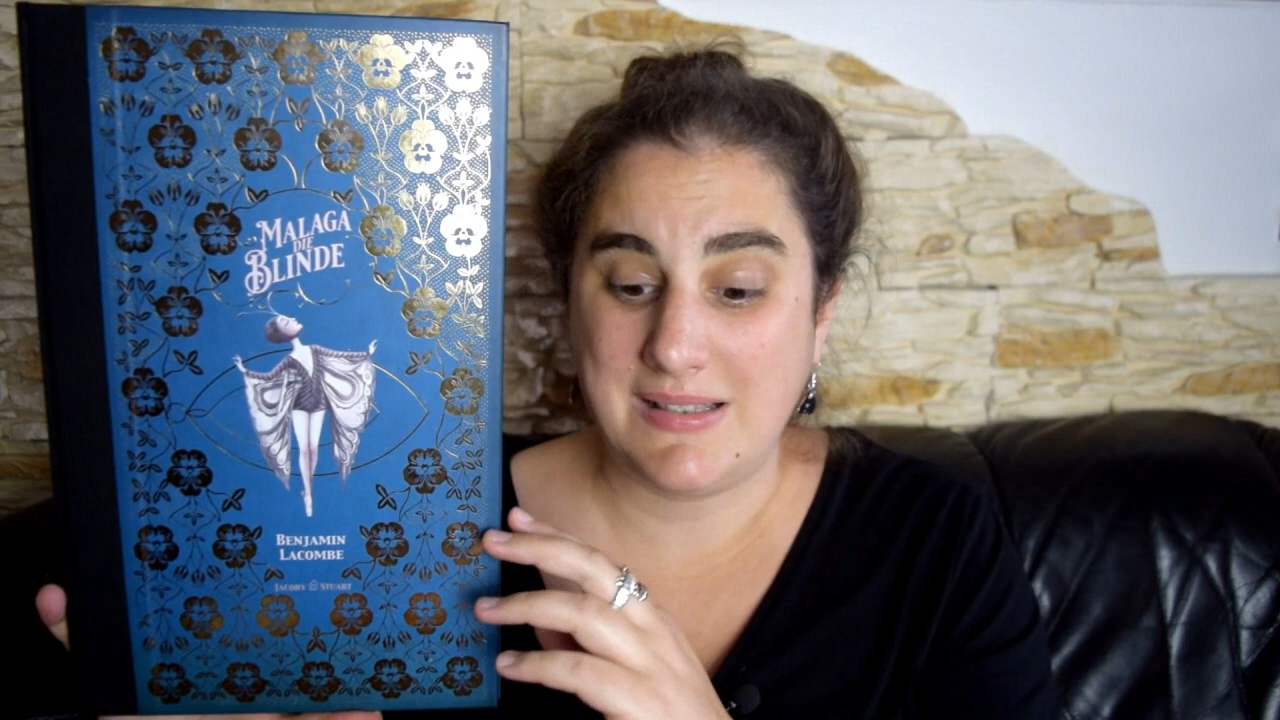 MALAGA
DIE
BLINDE
BENJAMIN
LACOMBE
JACOBY STUART